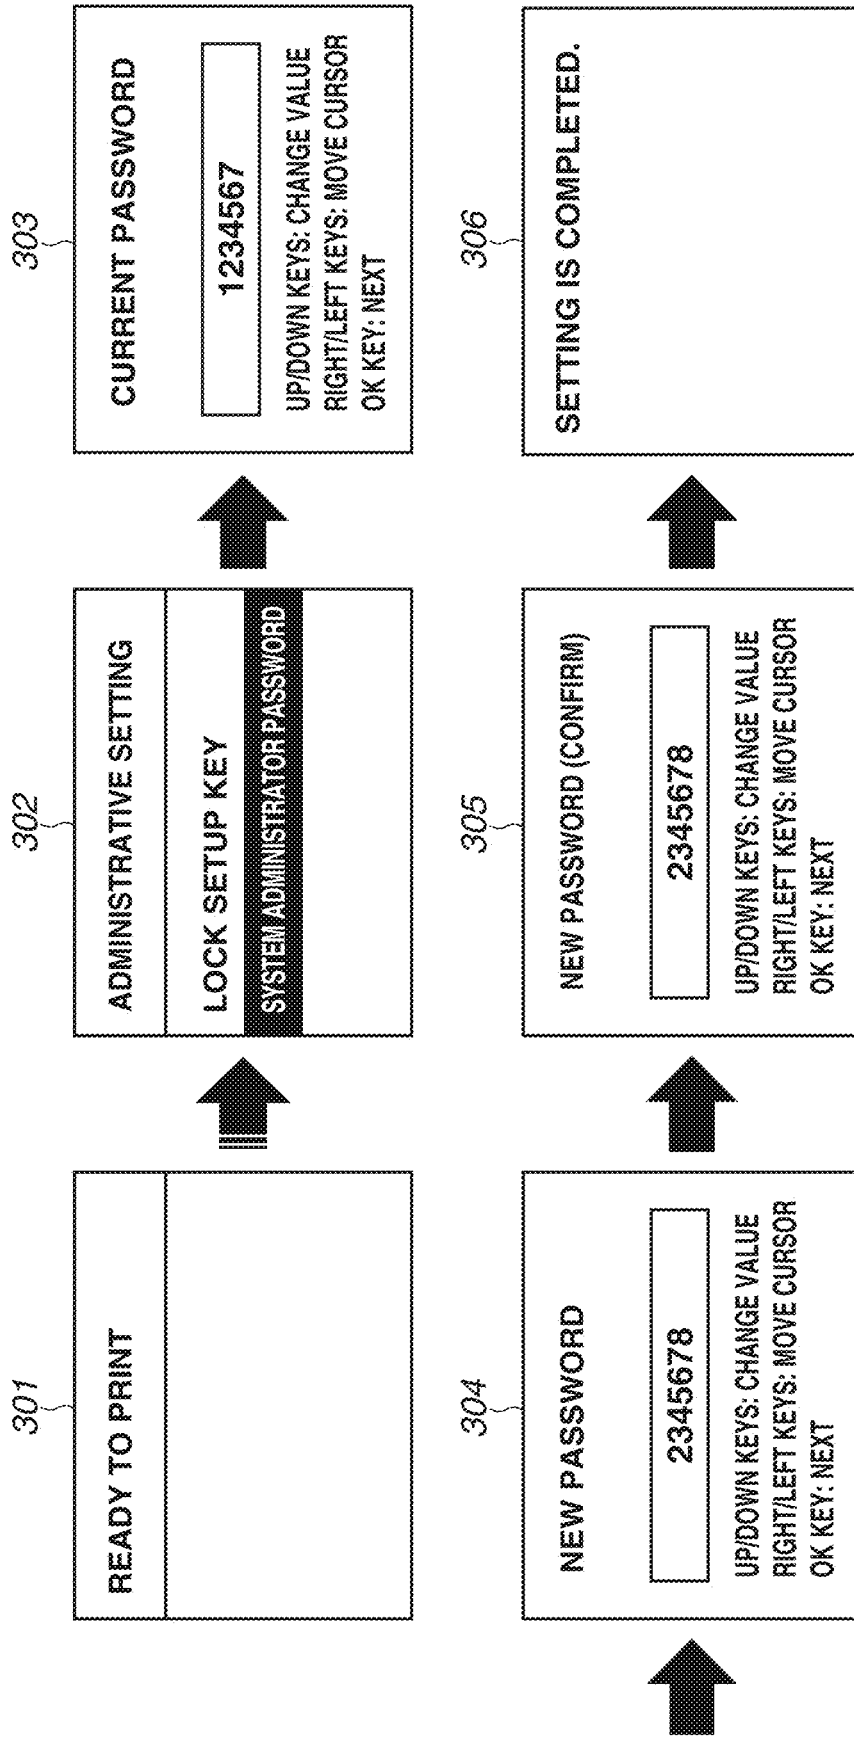 301
READY TO PRINT
302
ADMINISTRATIVE SETTING
LOCK SETUP KEY
SYSTEM ADMINISTRATOR PASSWORD
303
CURRENT PASSWORD
1234567
UP/DOWN KEYS: CHANGE VALUE
RIGHT/LEFT KEYS: MOVE CURSOR
OK KEY: NEXT
304
NEW PASSWORD
2345678
UP/DOWN KEYS: CHANGE VALUE
RIGHT/LEFT KEYS: MOVE CURSOR
OK KEY: NEXT
305
NEW PASSWORD (CONFIRM)
2345678
UP/DOWN KEYS: CHANGE VALUE
RIGHT/LEFT KEYS: MOVE CURSOR
OK KEY: NEXT
306
SETTING IS COMPLETED.